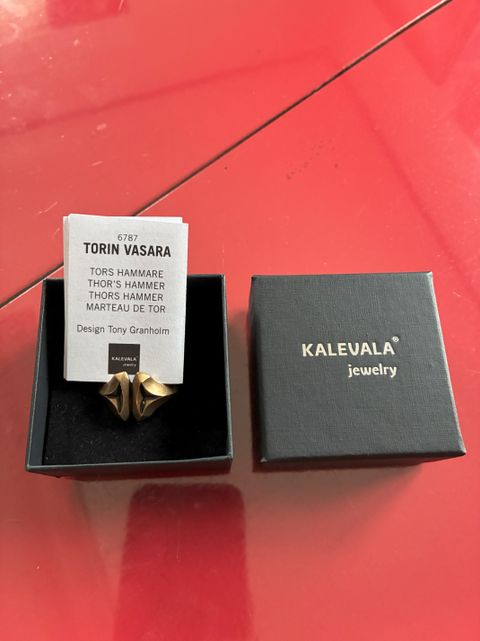 6787
TORIN VASARA
TORS HAMMARE
THOR'S HAMMER
THORS HAMMER
MARTEAU DE TOR
Design Tony Granholm
KALEVALA
jewelry
KALEVALA®
jewelry